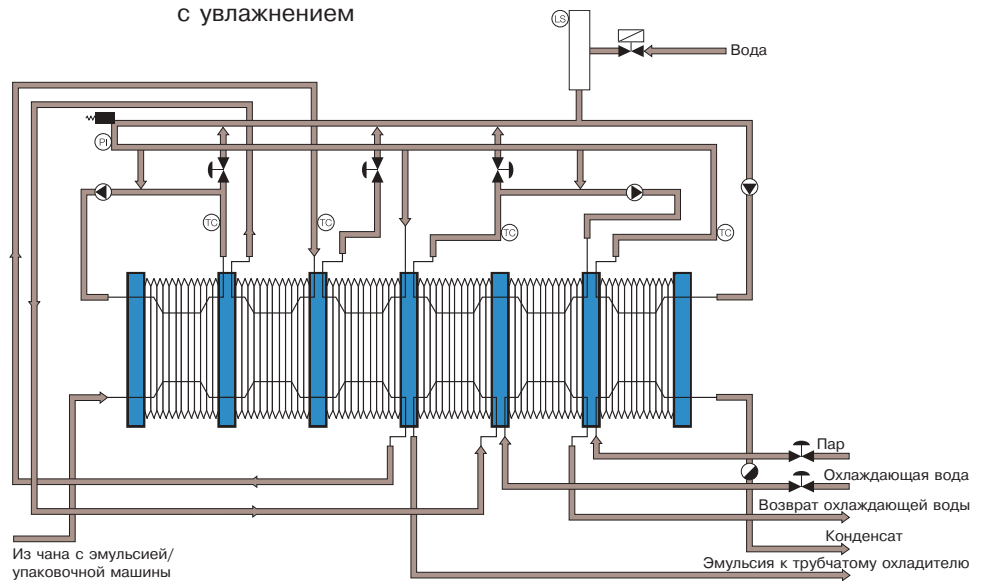 с увлажнением
LS
Вода
PI
TC
TC
TC
TC
Пар
Охлаждающая вода
Возврат охлаждающей воды
Конденсат
Из чана с эмульсией/
упаковочной машины
Эмульсия к трубчатому охладителю